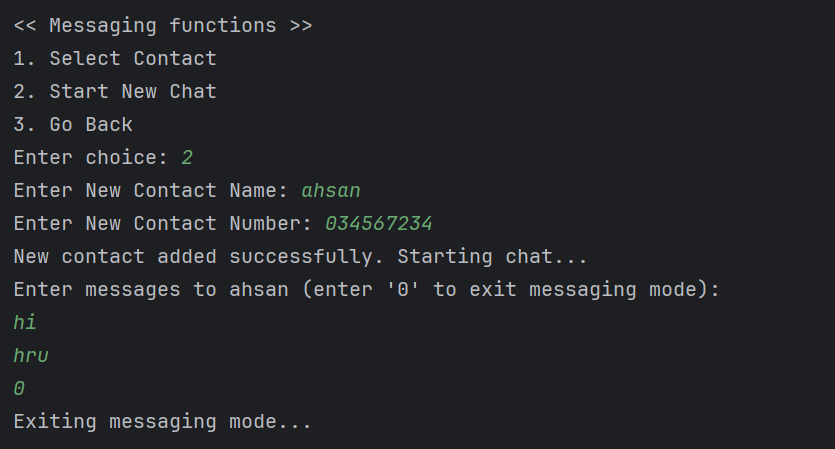 << Messaging functions >>
1. Select Contact
2. Start New Chat
3. Go Back
Enter choice: 2
Enter New Contact Name: ahsan
Enter New Contact Number: 034567234
New contact added successfully. Starting chat...
Enter messages to ahsan (enter '0' to exit messaging mode):
hi
hru
0
Exiting messaging mode...